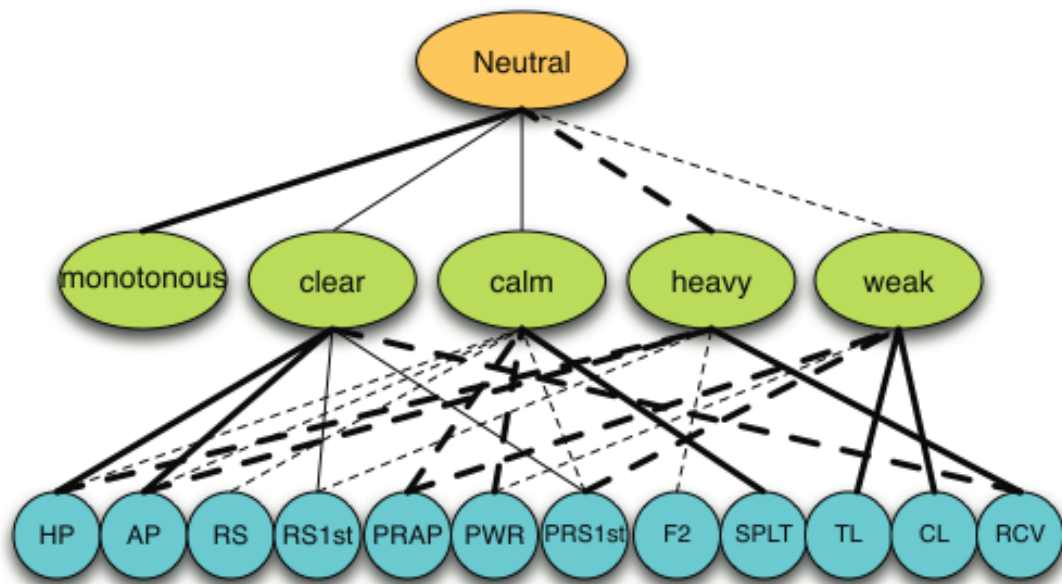 Neutral
monotonous clear calm heavy weak
HP AP RS RS1st PRAP PWR PRS1st F2 SPLT TL CL RCV